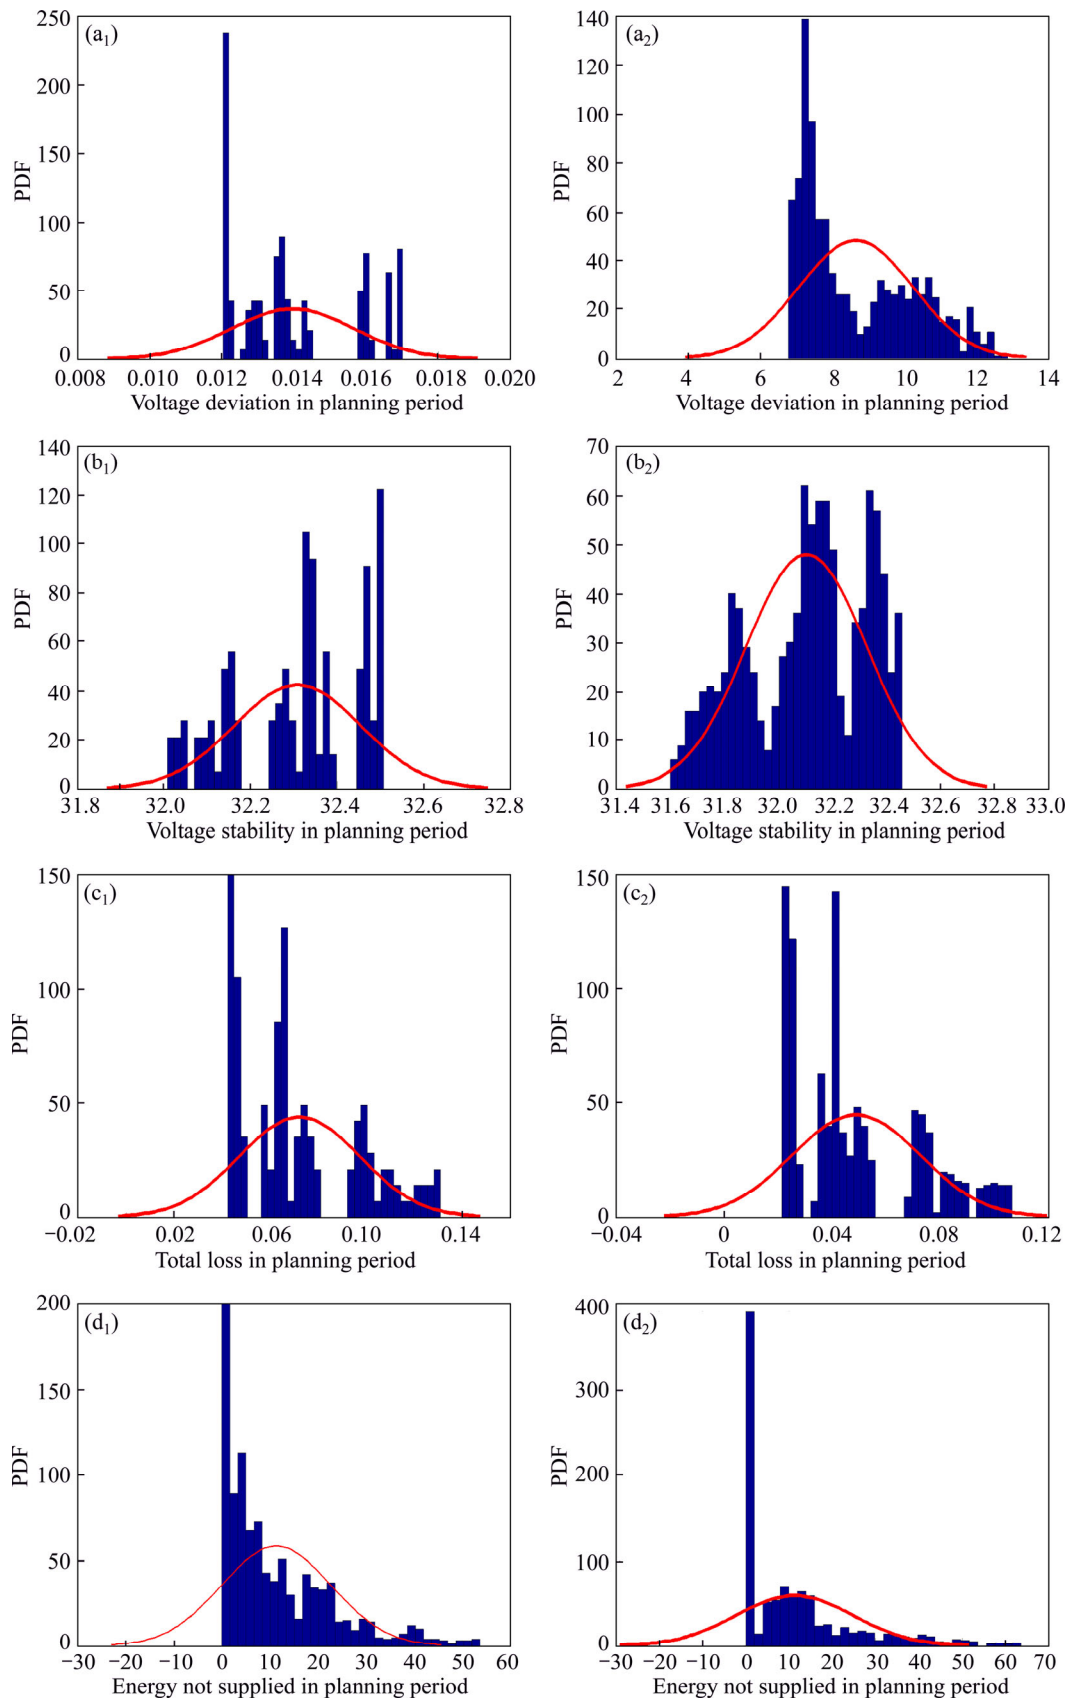 (a1)
250
200
150
100
50
0
PDF
0.008 0.010 0.012 0.014 0.016 0.018 0.020
Voltage deviation in planning period
(a2)
140
120
100
80
60
40
20
0
PDF
2 4 6 8 10 12 14
Voltage deviation in planning period
(b1)
140
120
100
80
60
40
20
0
PDF
31.8 32.0 32.2 32.4 32.6 32.8
Voltage stability in planning period
(b2)
70
60
50
40
30
20
10
0
PDF
31.4 31.6 31.8 32.0 32.2 32.4 32.6 32.8 33.0
Voltage stability in planning period
(c1)
150
100
50
0
PDF
−0.02 0.02 0.06 0.10 0.14
Total loss in planning period
(c2)
150
100
50
0
PDF
−0.04 0 0.04 0.08 0.12
Total loss in planning period
(d1)
200
150
100
50
0
PDF
−30 −20 −10 0 10 20 30 40 50 60
Energy not supplied in planning period
(d2)
400
300
200
100
0
PDF
−30 −20 −10 0 10 20 30 40 50 60 70
Energy not supplied in planning period